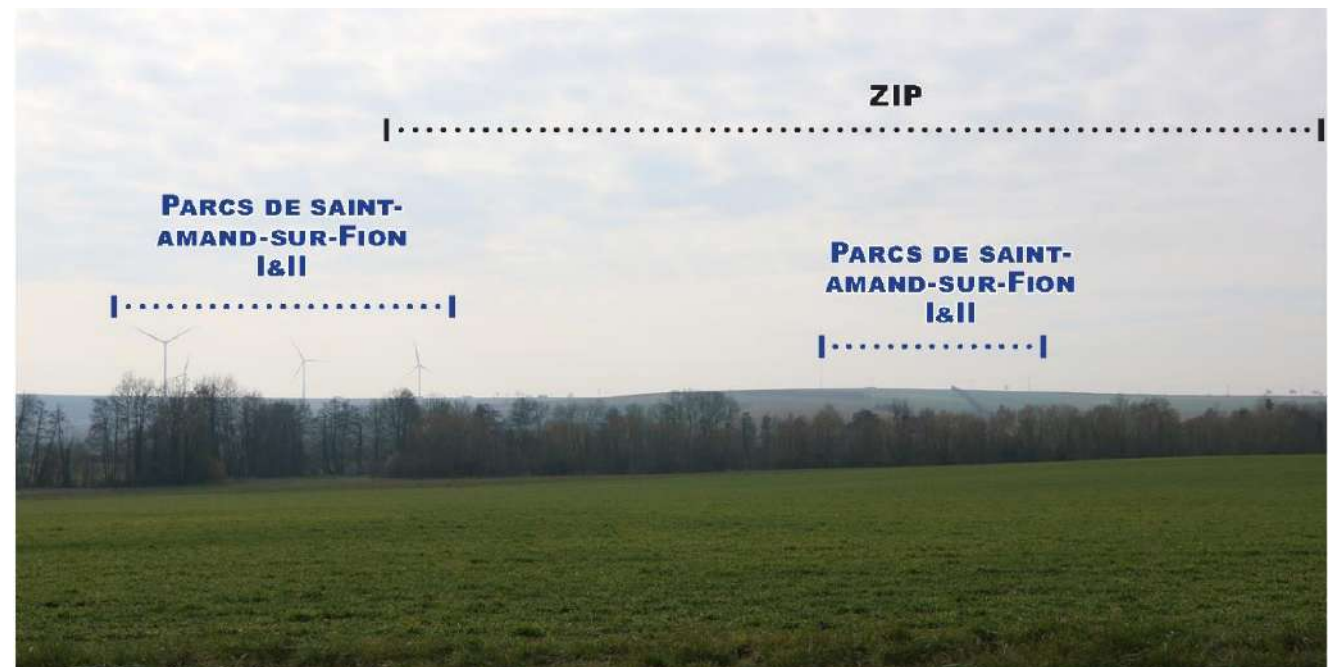 ZIP
PARCS DE SAINT-
AMAND-SUR-FION
I&II
PARCS DE SAINT-
AMAND-SUR-FION
I&II